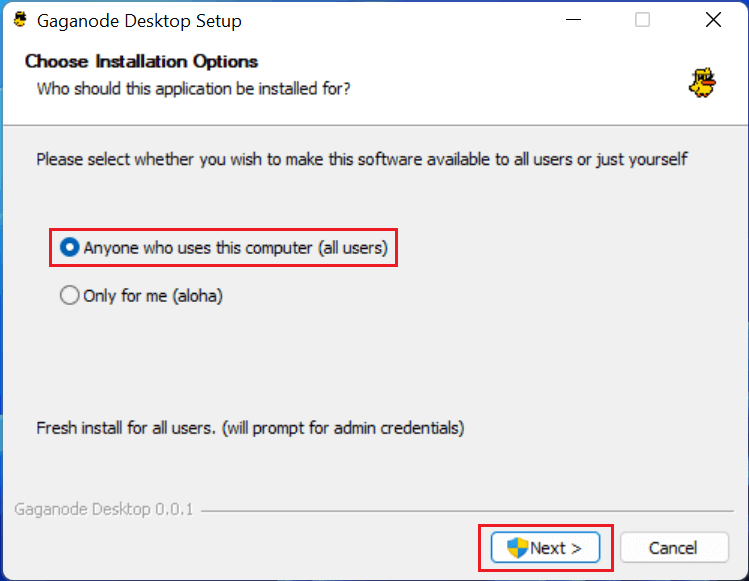 Gaganode Desktop Setup
Choose Installation Options
Who should this application be installed for?
Please select whether you wish to make this software available to all users or just yourself
Anyone who uses this computer (all users)
Only for me (aloha)
Fresh install for all users. (will prompt for admin credentials)
Gaganode Desktop 0.0.1
Next >
Cancel